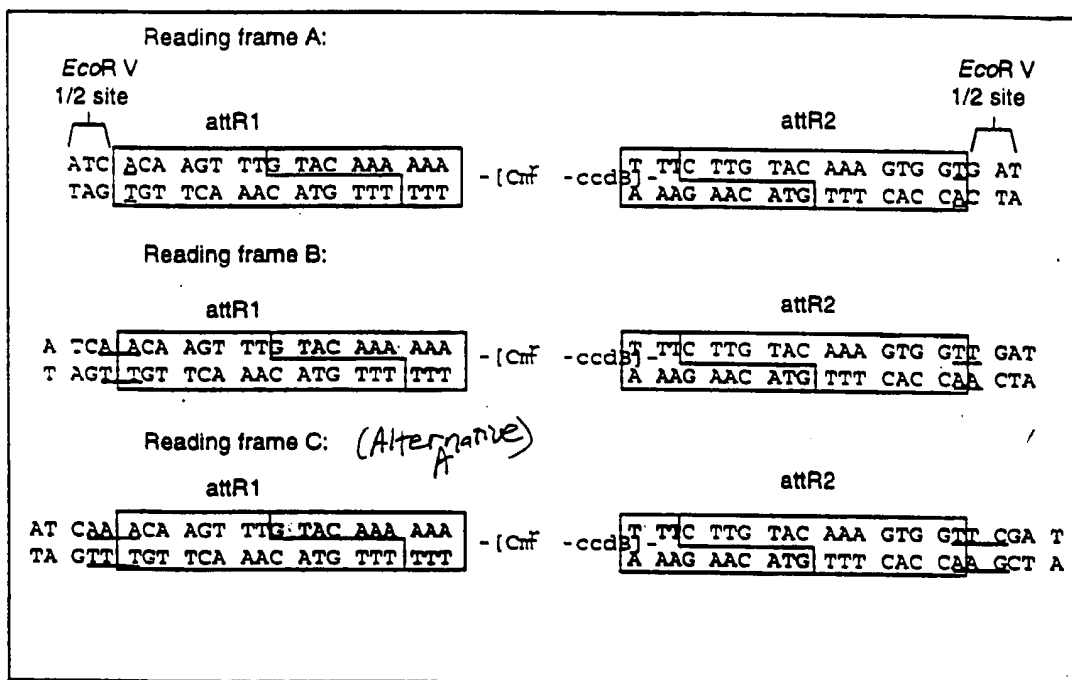 Reading frame A:
EcoR V
1/2 site
EcoR V
1/2 site
attR1
attR2
ATC ACA AGT TTG TACA AAA AAA
T TTC TTG TAC AAA GTG GTG AT
TAG TGT TCA AAC ATG TTT TTT
A AAG AAC ATG TTT CAC CAC TA
-[Cmr -ccdB]-
Reading frame B:
attR1
attR2
A TCA ACA AGT TTG TAC AAA AAA
T TTC TTG TAC AAA GTG GTT GAT
T AGT TGT TCA AAC ATG TTT TTT
A AAG AAC ATG TTT CAC CAA CTA
-[Cmr -ccdB]-
Reading frame C: (Alternative A)
attR1
attR2
AT CAA ACA AGT TTG TAC AAA AAA
T TTC TTG TAC AAA GTG GTT CGA T
TA GTT TGT TCA AAC ATG TTT TTT
A AAG AAC ATG TTT CAC CAA GCT A
-[Cmr -ccdB]-